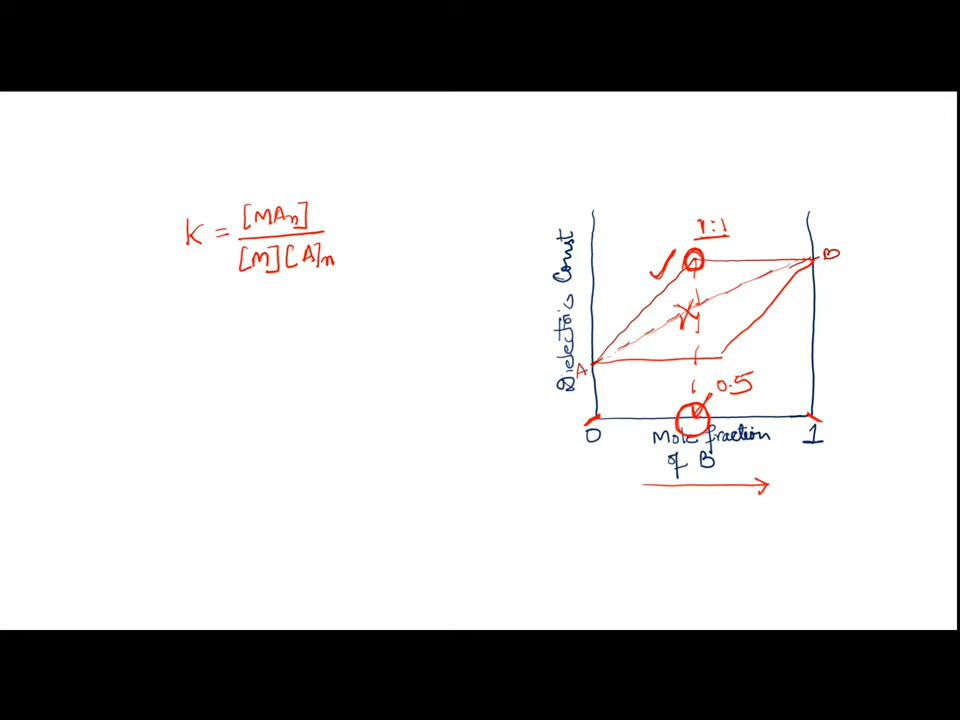 K = [MAn] / [M][A]n
1:1
Dielectric Const
B
A
0.5
0
Mole fraction
1
of B